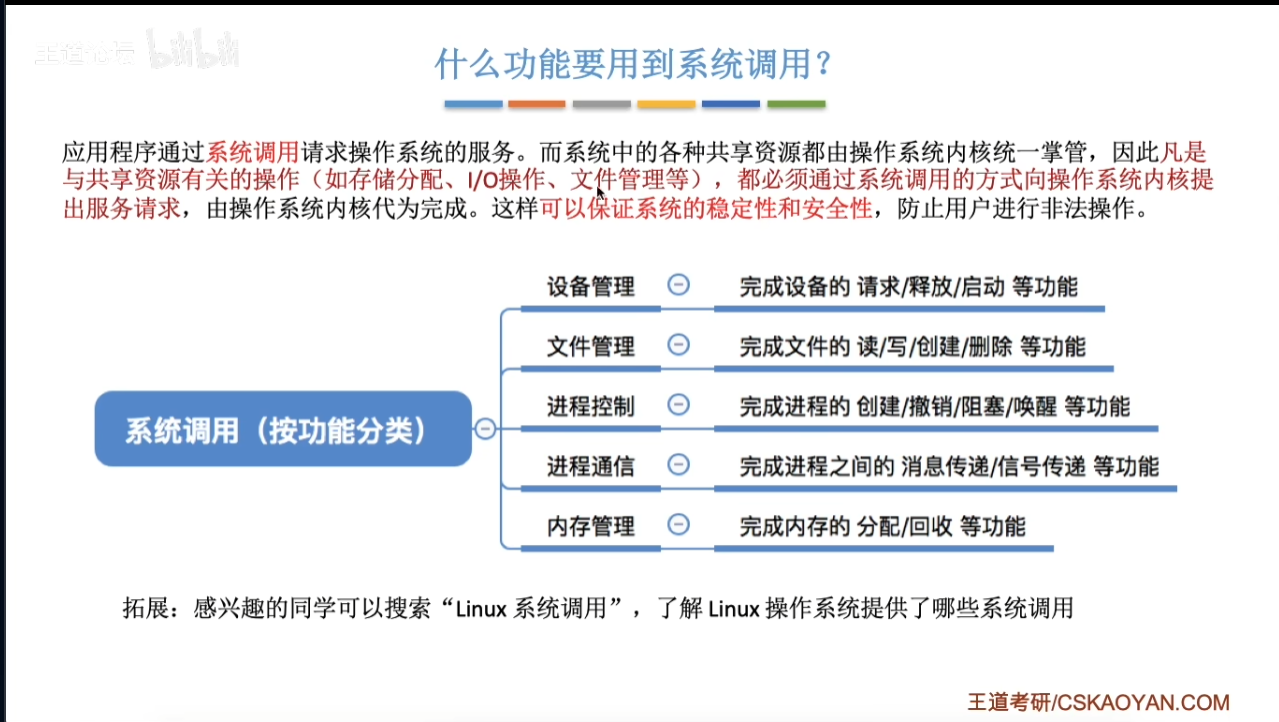 王道论坛 bilibili
什么功能要用到系统调用？
应用程序通过系统调用请求操作系统的服务。而系统中的各种共享资源都由操作系统内核统一掌管，因此凡是
与共享资源有关的操作（如存储分配、I/O操作、文件管理等），都必须通过系统调用的方式向操作系统内核提
出服务请求，由操作系统内核代为完成。这样可以保证系统的稳定性和安全性，防止用户进行非法操作。
设备管理 完成设备的 请求/释放/启动 等功能
文件管理 完成文件的 读/写/创建/删除 等功能
系统调用（按功能分类）
进程控制 完成进程的 创建/撤销/阻塞/唤醒 等功能
进程通信 完成进程之间的 消息传递/信号传递 等功能
内存管理 完成内存的 分配/回收 等功能
拓展：感兴趣的同学可以搜索“Linux 系统调用”，了解 Linux 操作系统提供了哪些系统调用
王道考研/CSKAOYAN.COM